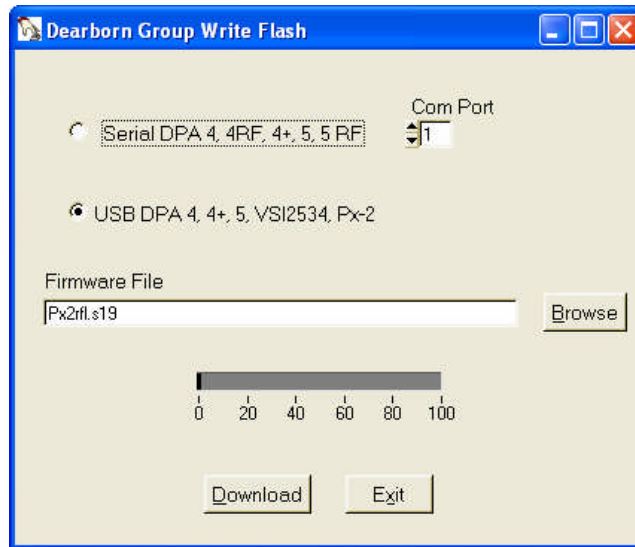 Dearborn Group Write Flash
Com Port
Serial DPA 4, 4RF, 4+, 5, 5 RF
1
USB DPA 4, 4+, 5, VSI2534, Px-2
Firmware File
Px2rfl.s19
Browse
0 20 40 60 80 100
Download Exit